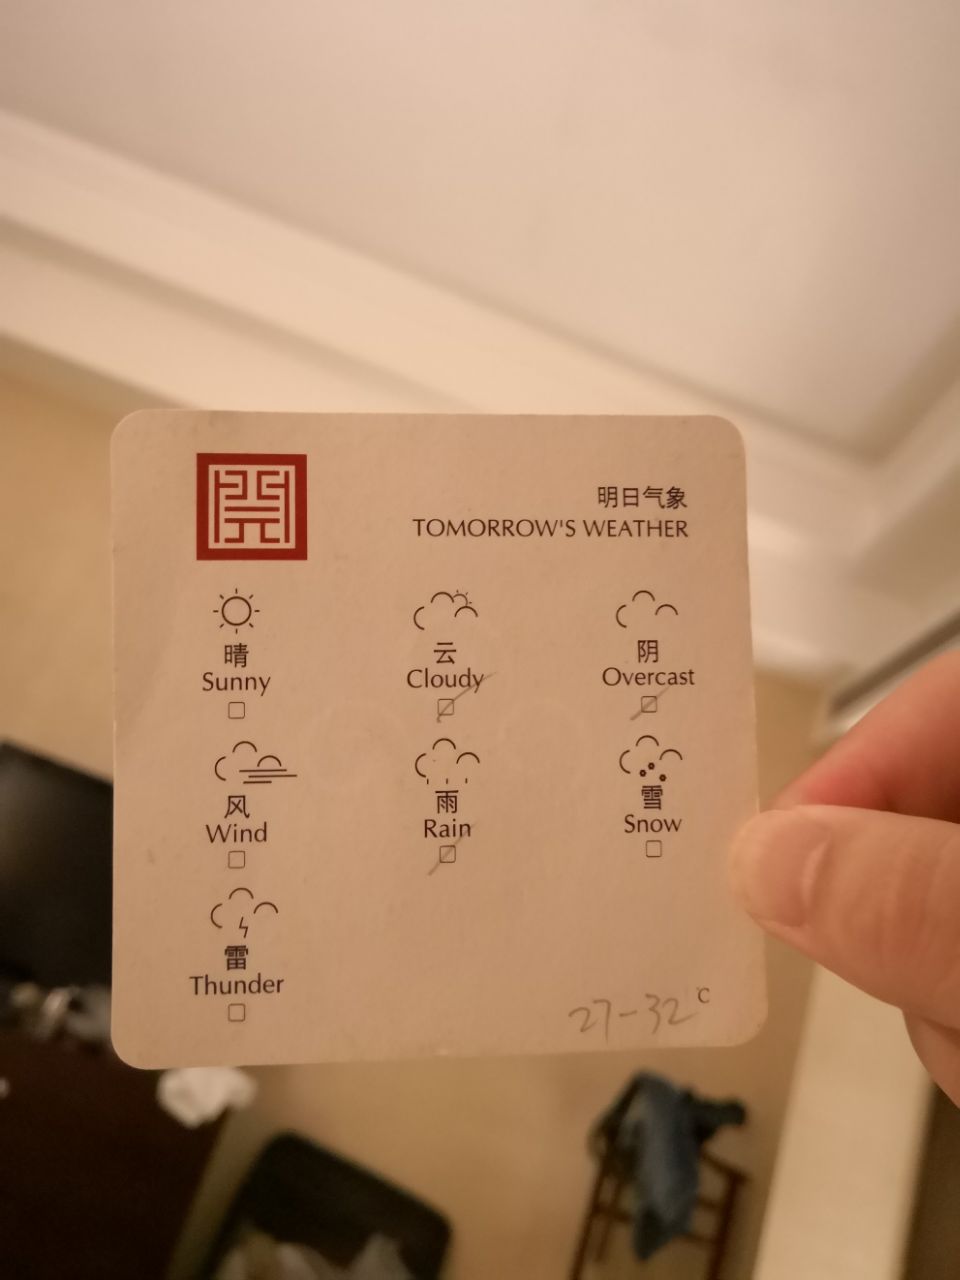 明日气象
TOMORROW'S WEATHER
晴 云 阴
Sunny Cloudy Overcast
风 雨 雪
Wind Rain Snow
雷
Thunder
27-32 °C